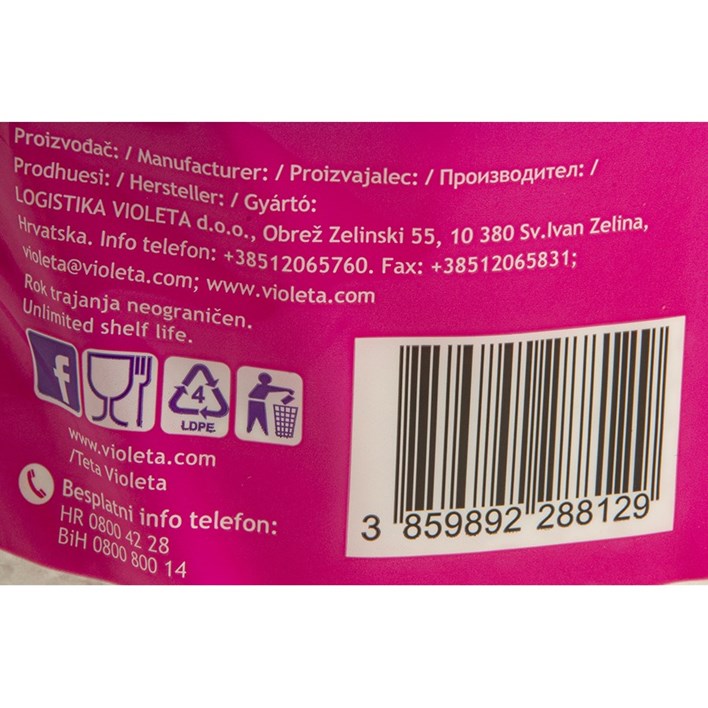 Proizvođač: / Manufacturer: / Proizvajalec: / Производител: /
Prodhuesi: / Hersteller: / Gyártó:
LOGISTIKA VIOLETA d.o.o., Obrež Zelinski 55, 10 380 Sv.Ivan Zelina,
Hrvatska. Info telefon: +38512065760. Fax: +38512065831;
violeta@violeta.com; www.violeta.com
Rok trajanja neograničen.
Unlimited shelf life.
f
4
LDPE
www.violeta.com
/Teta Violeta
Besplatni info telefon:
HR 0800 42 28
BiH 0800 800 14
3 859892 288129